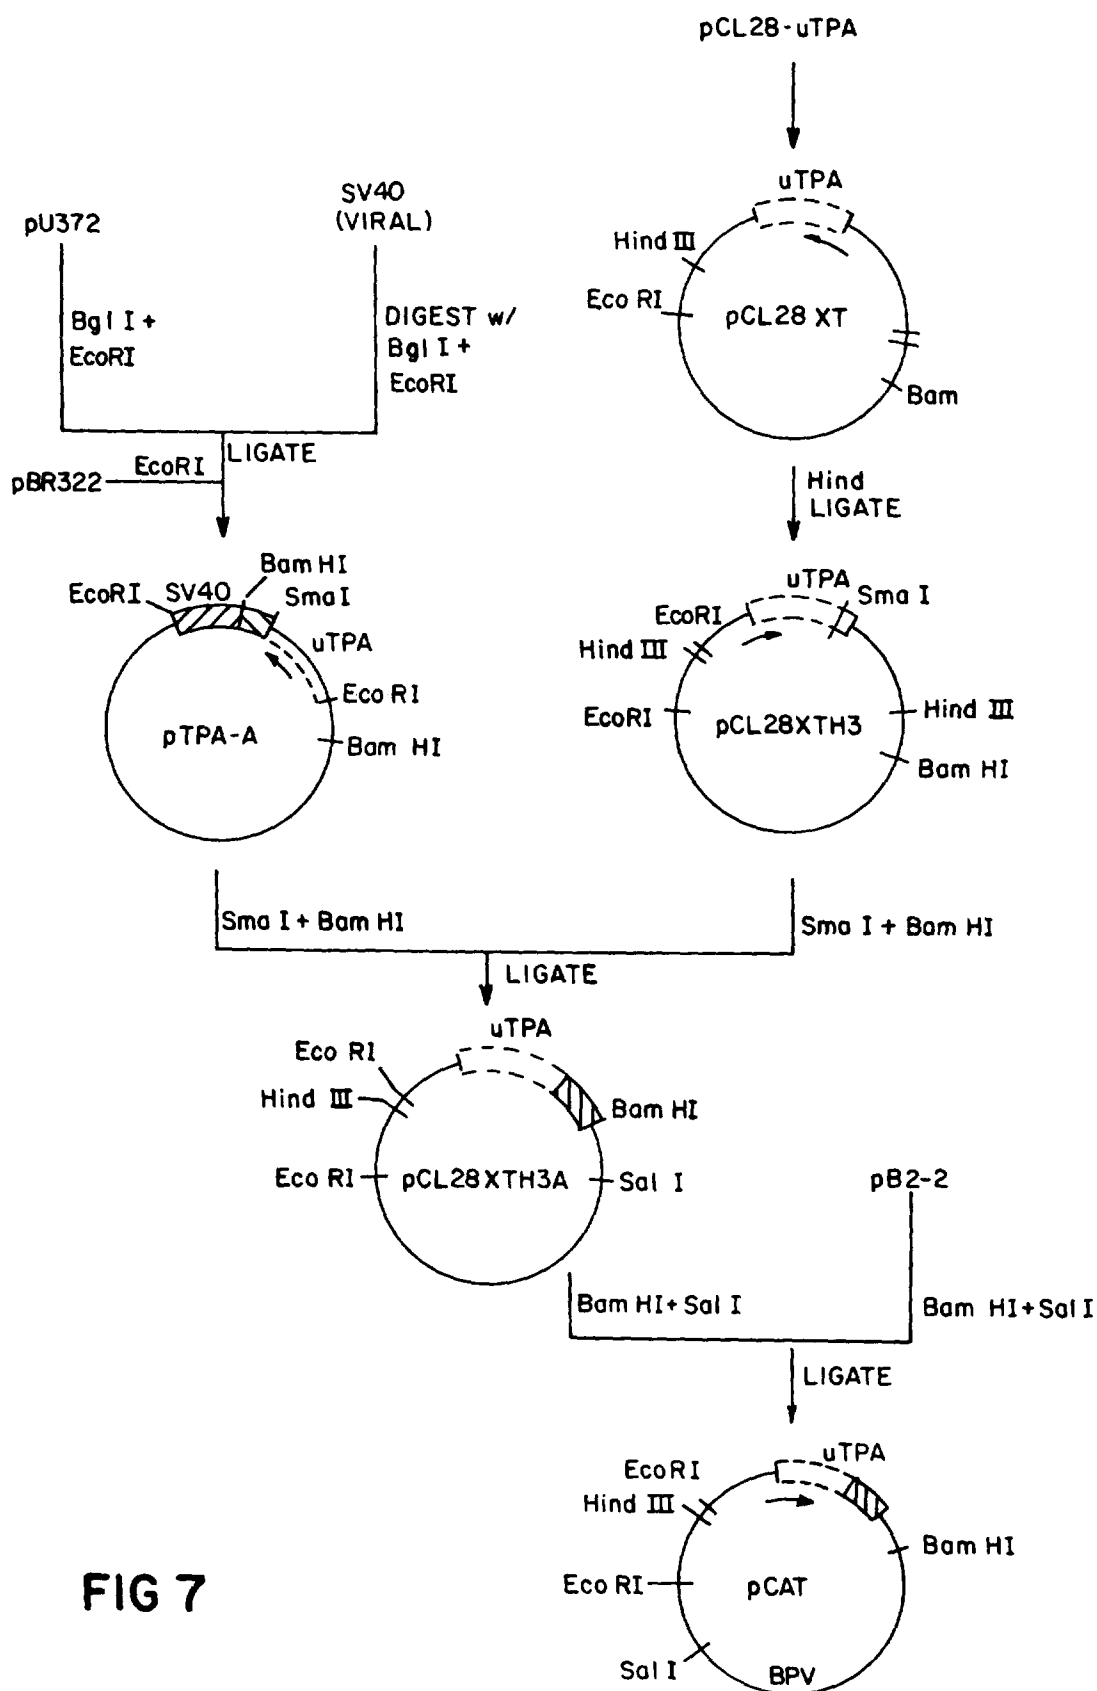 pCL28-uTPA
uTPA
Hind III
Eco RI
pCL28 XT
Bam
pU372
SV40
(VIRAL)
Bgl I +
EcoRI
DIGEST w/
Bgl I +
EcoRI
LIGATE
EcoRI
pBR322
Hind
LIGATE
EcoRI
SV40
Bam HI
Sma I
uTPA
Eco RI
Bam HI
pTPA-A
uTPA
Sma I
EcoRI
Hind III
EcoRI
pCL28XTH3
Hind III
Bam HI
Sma I + Bam HI
Sma I + Bam HI
LIGATE
uTPA
Eco RI
Hind III
Bam HI
Eco RI
pCL28XTH3A
Sal I
pB2-2
Bam HI+Sal I
Bam HI+Sal I
LIGATE
uTPA
EcoRI
Hind III
Bam HI
Eco RI
pCAT
Sal I
BPV
FIG 7